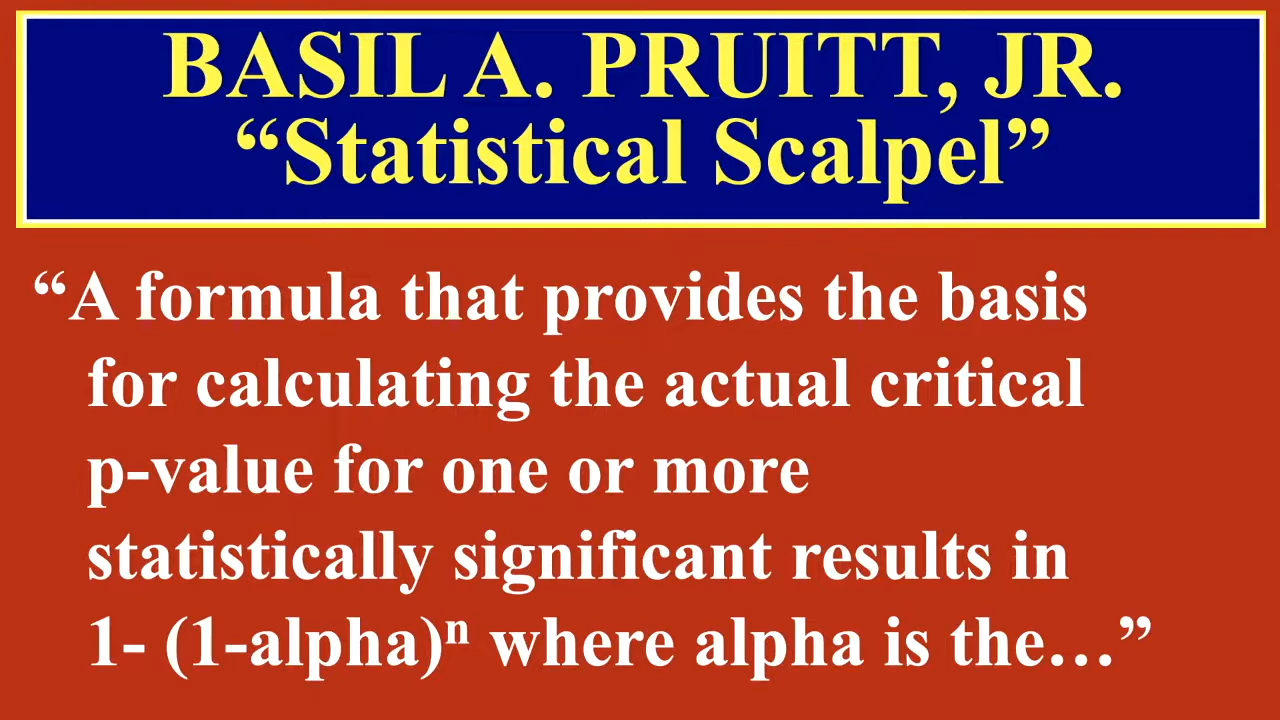 BASIL A. PRUITT, JR.
“Statistical Scalpel”
“A formula that provides the basis
for calculating the actual critical
p-value for one or more
statistically significant results in
1- (1-alpha)ⁿ where alpha is the…”